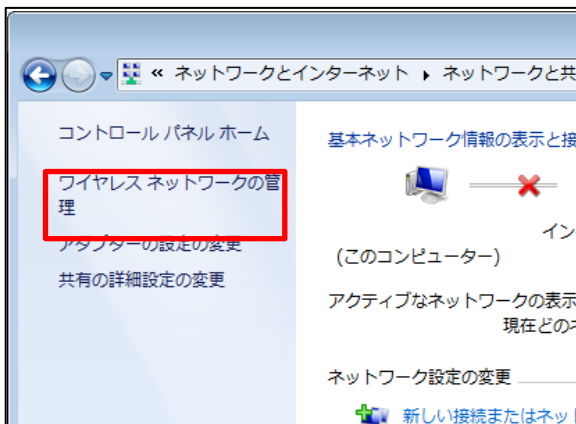 « ネットワークとインターネット ▸ ネットワークと共
コントロール パネル ホーム
ワイヤレス ネットワークの管
理
アダプターの設定の変更
共有の詳細設定の変更
基本ネットワーク情報の表示と接
イン
(このコンピューター)
アクティブなネットワークの表示
現在どのネ
ネットワーク設定の変更
新しい接続またはネット